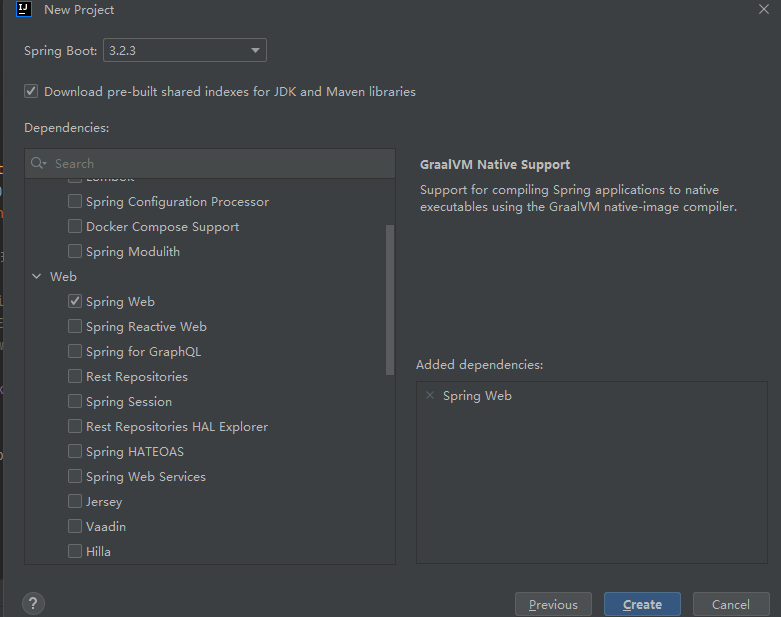 New Project
Spring Boot:
3.2.3
Download pre-built shared indexes for JDK and Maven libraries
Dependencies:
Search
Lombok
Spring Configuration Processor
Docker Compose Support
Spring Modulith
Web
Spring Web
Spring Reactive Web
Spring for GraphQL
Rest Repositories
Spring Session
Rest Repositories HAL Explorer
Spring HATEOAS
Spring Web Services
Jersey
Vaadin
Hilla
GraalVM Native Support
Support for compiling Spring applications to native
executables using the GraalVM native-image compiler.
Added dependencies:
Spring Web
?
Previous
Create
Cancel